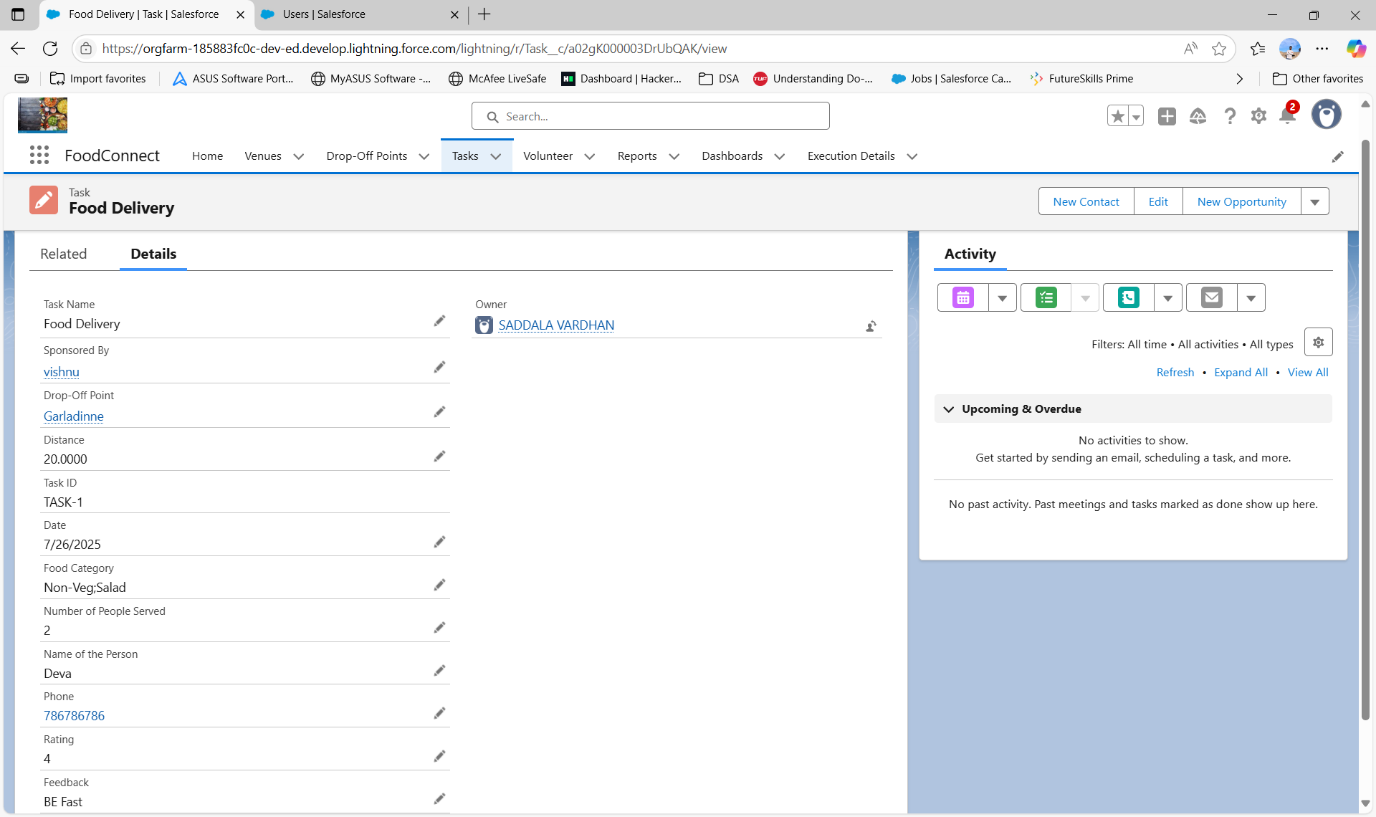 Food Delivery | Task | Salesforce
Users | Salesforce
https://orgfarm-185883fc0c-dev-ed.develop.lightning.force.com/lightning/r/Task__c/a02gK000003DrUbQAK/view
Import favorites
ASUS Software Port...
MyASUS Software -...
McAfee LiveSafe
Dashboard | Hacker...
DSA
Understanding Do-...
Jobs | Salesforce Ca...
FutureSkills Prime
Other favorites
Search...
2
FoodConnect
Home
Venues
Drop-Off Points
Tasks
Volunteer
Reports
Dashboards
Execution Details
Task
Food Delivery
New Contact
Edit
New Opportunity
Related
Details
Task Name
Food Delivery
Owner
SADDALA VARDHAN
Sponsored By
vishnu
Drop-Off Point
Garladinne
Distance
20.0000
Task ID
TASK-1
Date
7/26/2025
Food Category
Non-Veg;Salad
Number of People Served
2
Name of the Person
Deva
Phone
786786786
Rating
4
Feedback
BE Fast
Activity
Filters: All time • All activities • All types
Refresh • Expand All • View All
Upcoming & Overdue
No activities to show.
Get started by sending an email, scheduling a task, and more.
No past activity. Past meetings and tasks marked as done show up here.